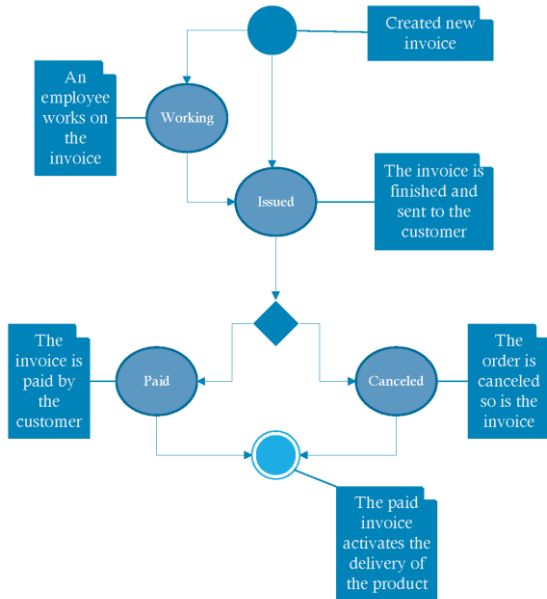 Created new
invoice
An
employee
works on
the
invoice
Working
Issued
The invoice is
finished and
sent to the
customer
The
invoice is
paid by
the
customer
Paid
Canceled
The
order is
canceled
so is the
invoice
The paid
invoice
activates the
delivery of
the product